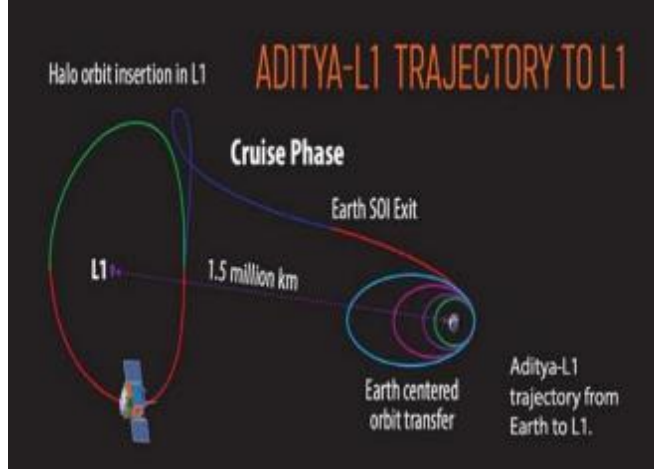 ADITYA-L1 TRAJECTORY TO L1
Halo orbit insertion in L1
Cruise Phase
Earth SOI Exit
L1
1.5 million km
Earth centered
orbit transfer
Aditya-L1
trajectory from
Earth to L1.